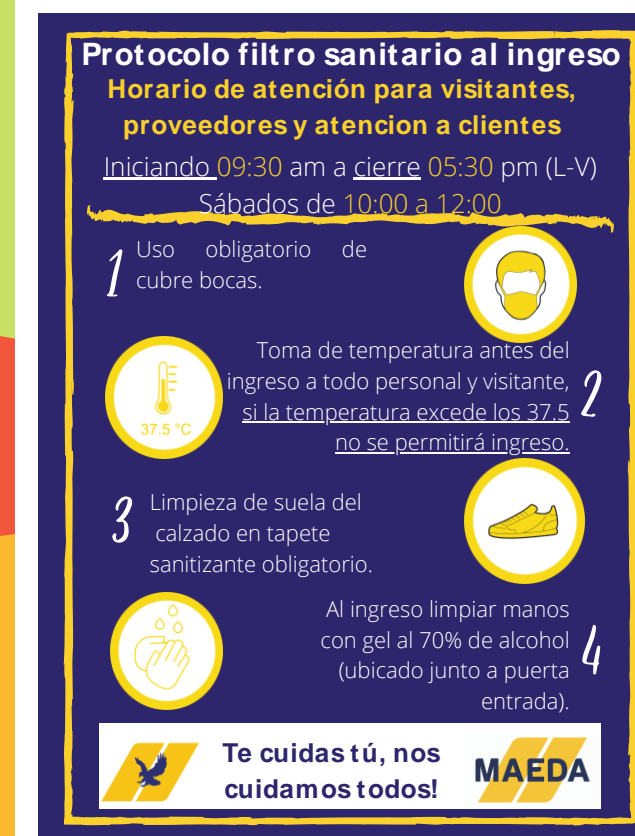 Protocolo filtro sanitario al ingreso
Horario de atención para visitantes,
proveedores y atencion a clientes
Iniciando 09:30 am a cierre 05:30 pm (L-V)
Sábados de 10:00 a 12:00
1 Uso obligatorio de
cubre bocas.
Toma de temperatura antes del
ingreso a todo personal y visitante, 2
si la temperatura excede los 37.5
no se permitirá ingreso.
37.5 °C
3 Limpieza de suela del
calzado en tapete
sanitizante obligatorio.
Al ingreso limpiar manos
con gel al 70% de alcohol 4
(ubicado junto a puerta
entrada).
Te cuidas tú, nos
cuidamos todos!
MAEDA